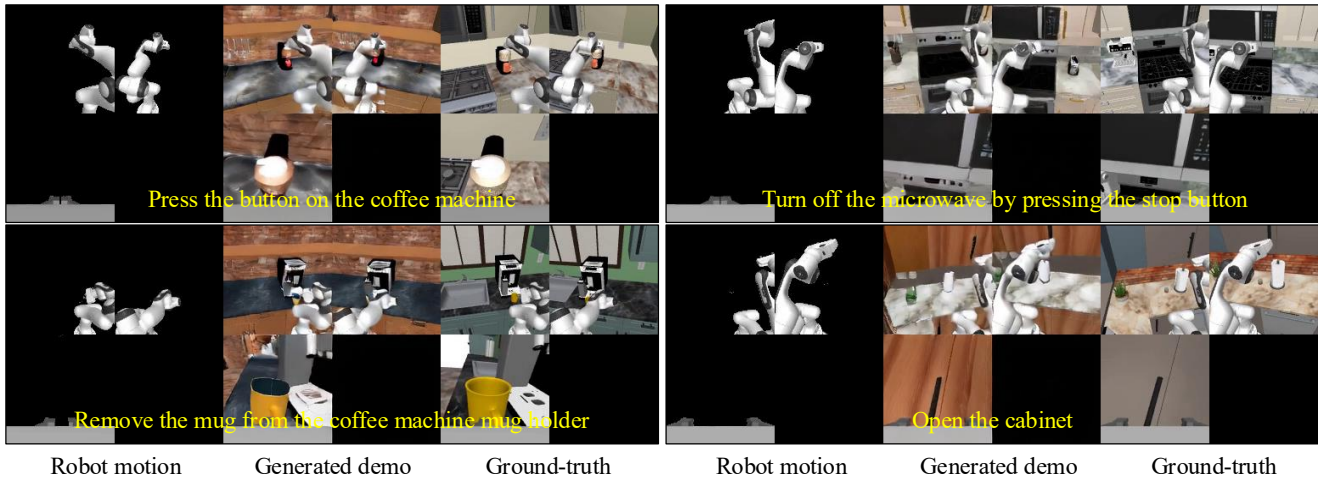 Press the button on the coffee machine
Turn off the microwave by pressing the stop button
Remove the mug from the coffee machine mug holder
Open the cabinet
Robot motion Generated demo Ground-truth Robot motion Generated demo Ground-truth